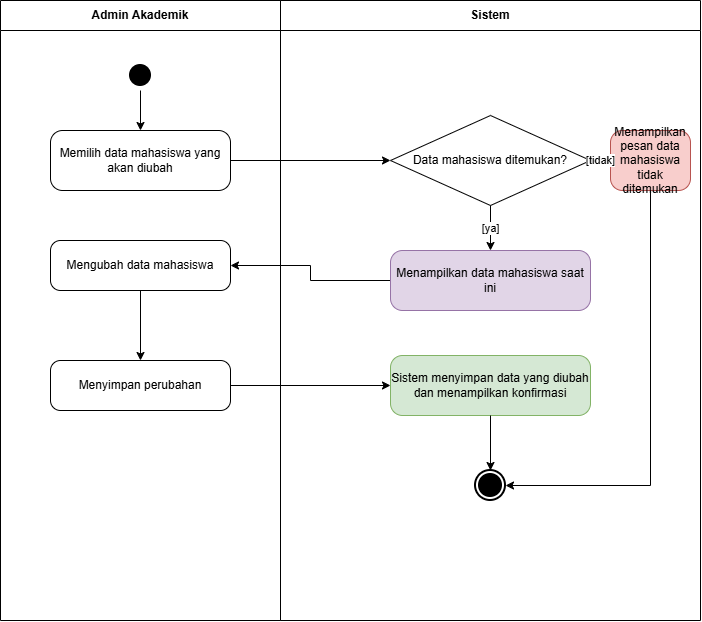 Admin Akademik
Sistem
Memilih data mahasiswa yang
akan diubah
Data mahasiswa ditemukan?
[tidak]
Menampilkan
pesan data
mahasiswa
tidak
ditemukan
[ya]
Mengubah data mahasiswa
Menampilkan data mahasiswa saat
ini
Menyimpan perubahan
Sistem menyimpan data yang diubah
dan menampilkan konfirmasi